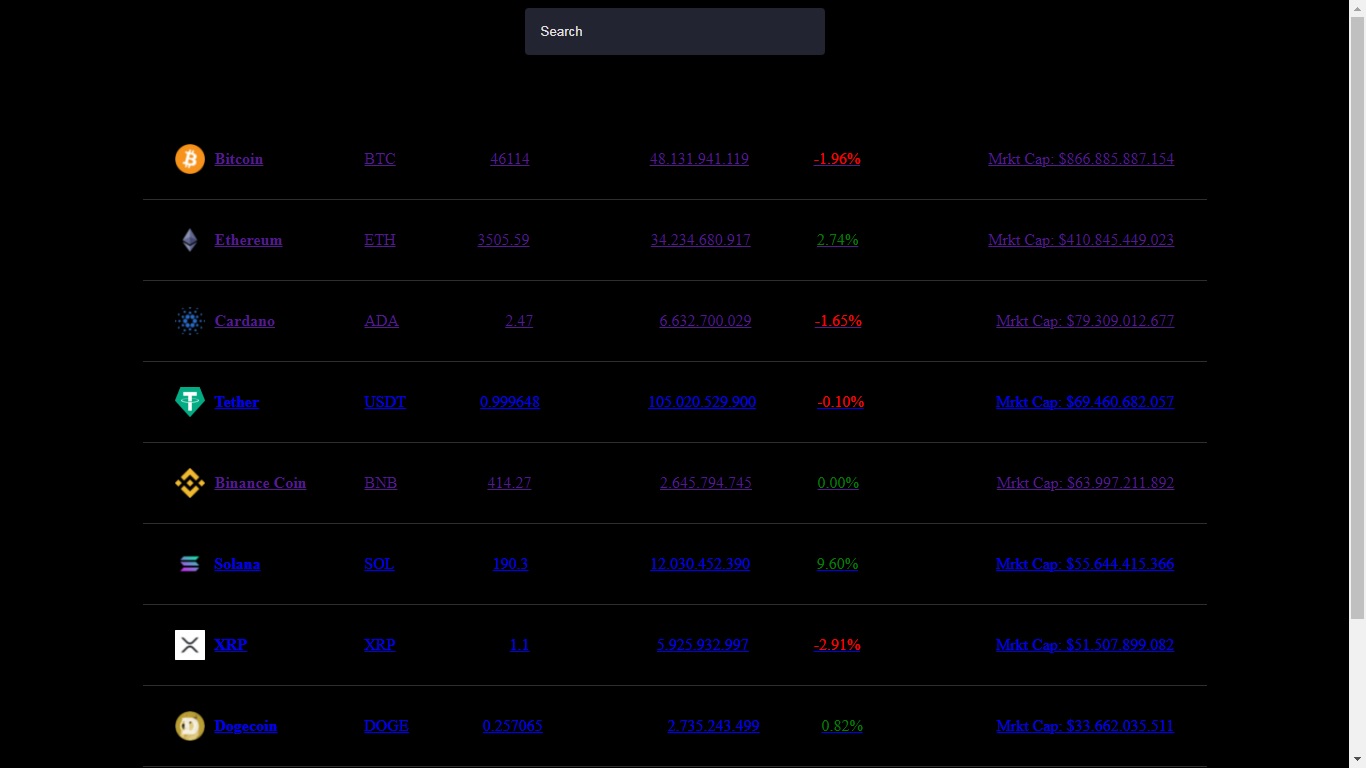 Search
Bitcoin BTC 46114 48.131.941.119 -1.96% Mrkt Cap: $866.885.887.154
Ethereum ETH 3505.59 34.234.680.917 2.74% Mrkt Cap: $410.845.449.023
Cardano ADA 2.47 6.632.700.029 -1.65% Mrkt Cap: $79.309.012.677
Tether USDT 0.999648 105.020.529.900 -0.10% Mrkt Cap: $69.460.682.057
Binance Coin BNB 414.27 2.645.794.745 0.00% Mrkt Cap: $63.997.211.892
Solana SOL 190.3 12.030.452.390 9.60% Mrkt Cap: $55.644.415.366
XRP XRP 1.1 5.925.932.997 -2.91% Mrkt Cap: $51.507.899.082
Dogecoin DOGE 0.257065 2.735.243.499 0.82% Mrkt Cap: $33.662.035.511